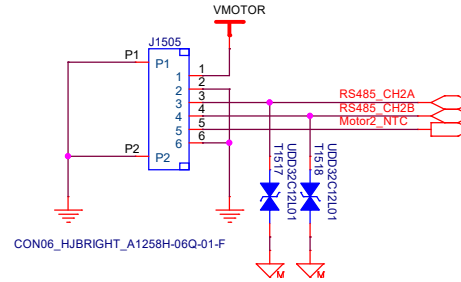 VMOTOR
J1505
P1 P1 1 1
2 2
3 3 RS485_CH2A
4 4 RS485_CH2B
5 5 Motor2_NTC
6 6
P2 P2
T1517
UDD32C12L01
T1518
UDD32C12L01
M M
CON06_HJBRIGHT_A1258H-06Q-01-F